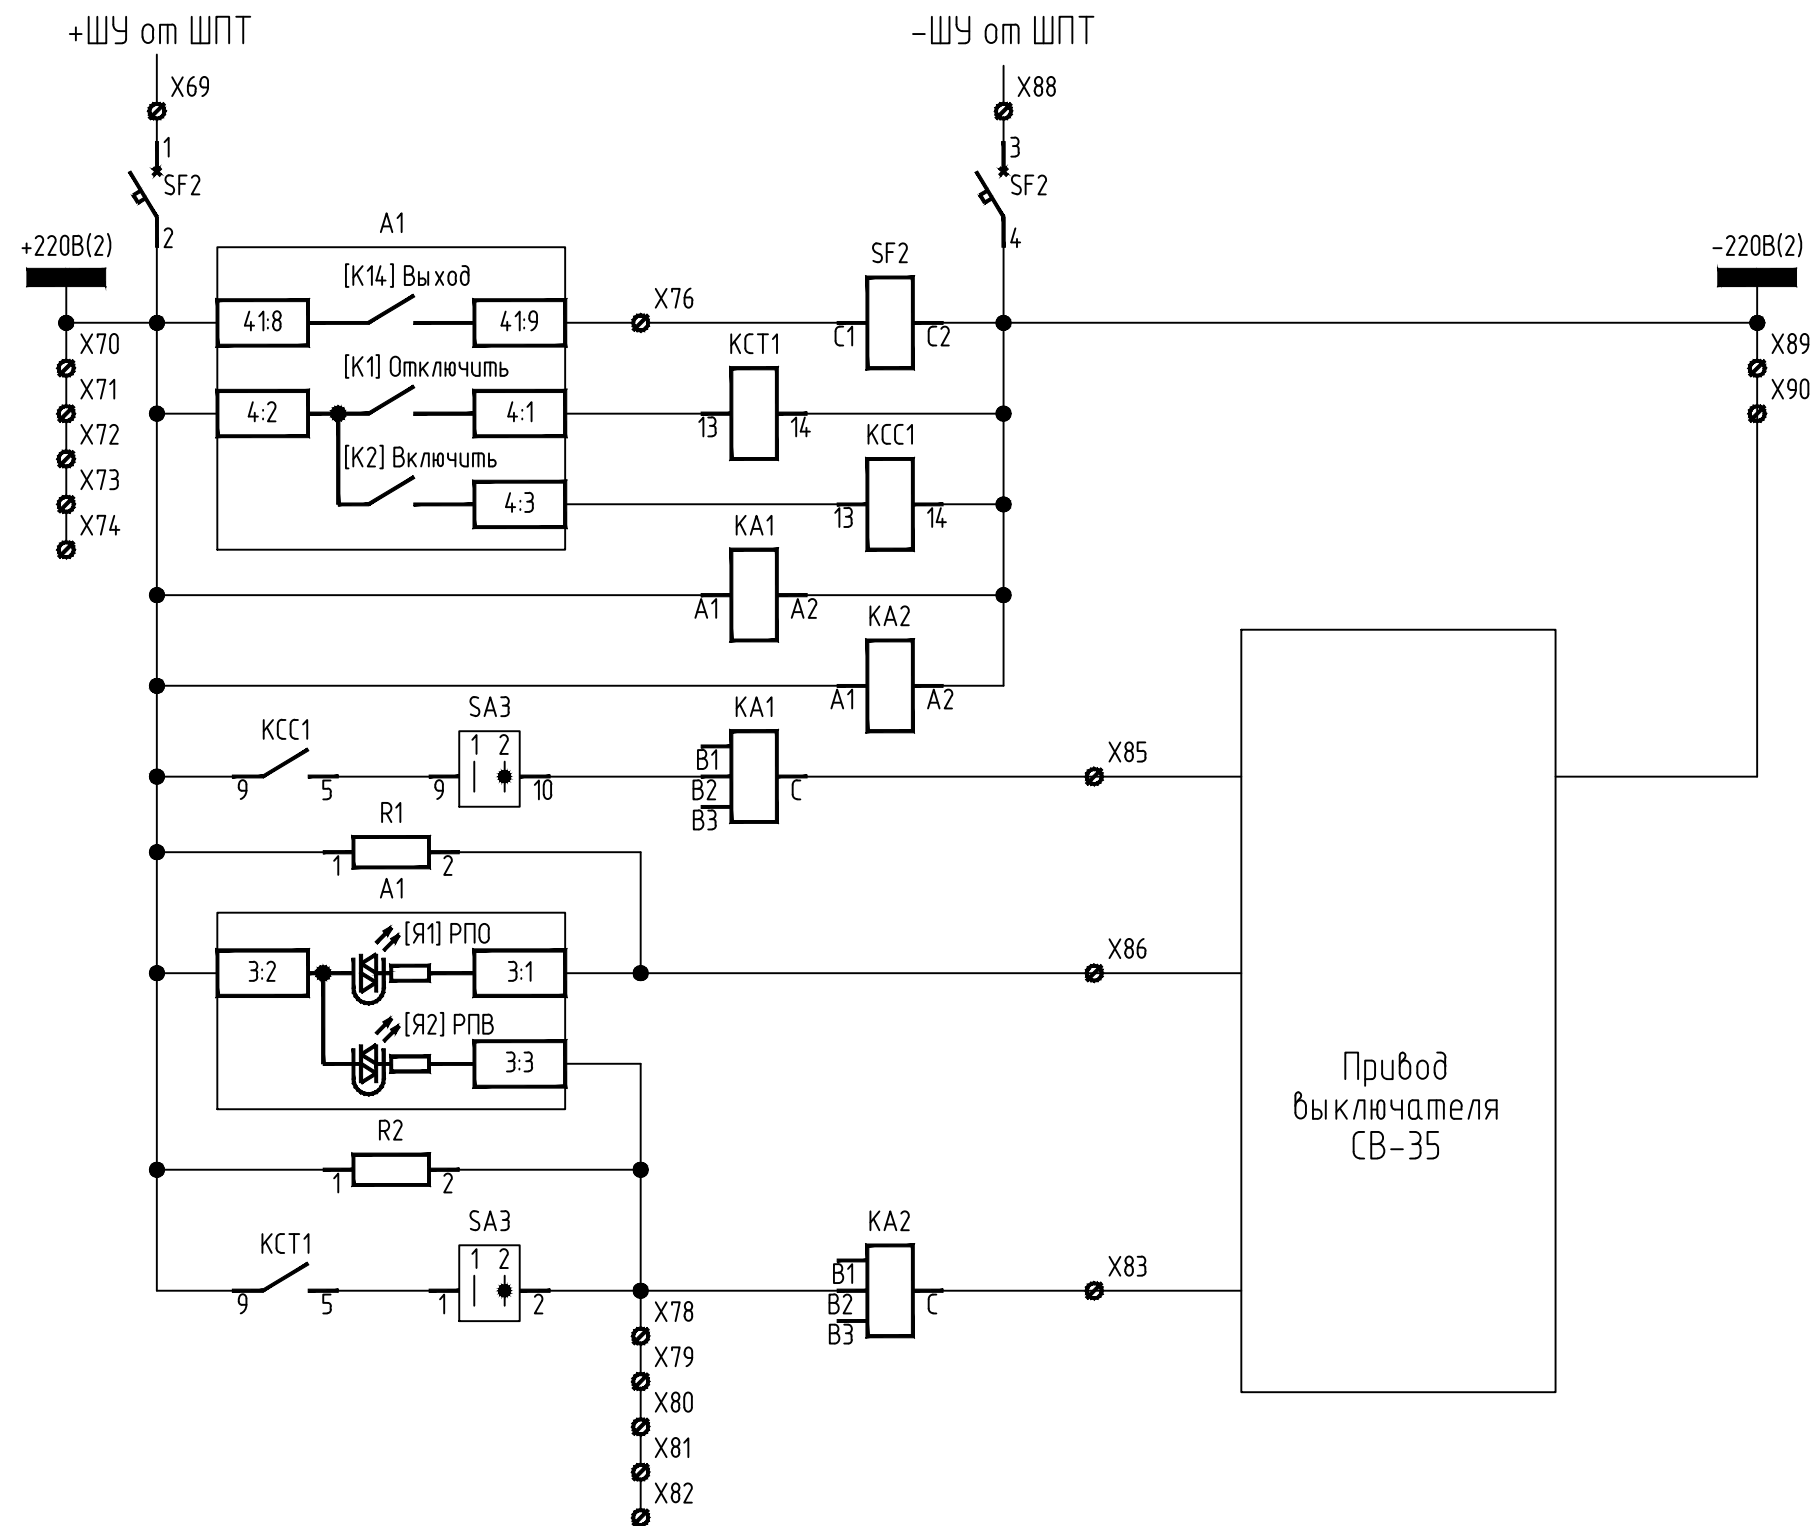 +ШУ от ШПТ
-ШУ от ШПТ
X69
X88
1
3
SF2
SF2
2
4
A1
+220В(2)
-220В(2)
SF2
[К14] Выход
41:8
41:9
X76
C1
C2
X70
X89
[К1] Отключить
KCT1
X71
X90
4:2
4:1
13
14
X72
[К2] Включить
KCC1
X73
4:3
13
14
X74
KA1
A1
A2
KA2
A1
A2
KCC1
SA3
KA1
1 2
X85
B1
9
5
9
10
B2
C
B3
R1
1
2
A1
[Я1] РПО
X86
3:2
3:1
[Я2] РПВ
3:3
Привод
выключателя
СВ-35
R2
1
2
KCT1
SA3
KA2
1 2
X83
B1
9
5
1
2
B2
C
B3
X78
X79
X80
X81
X82